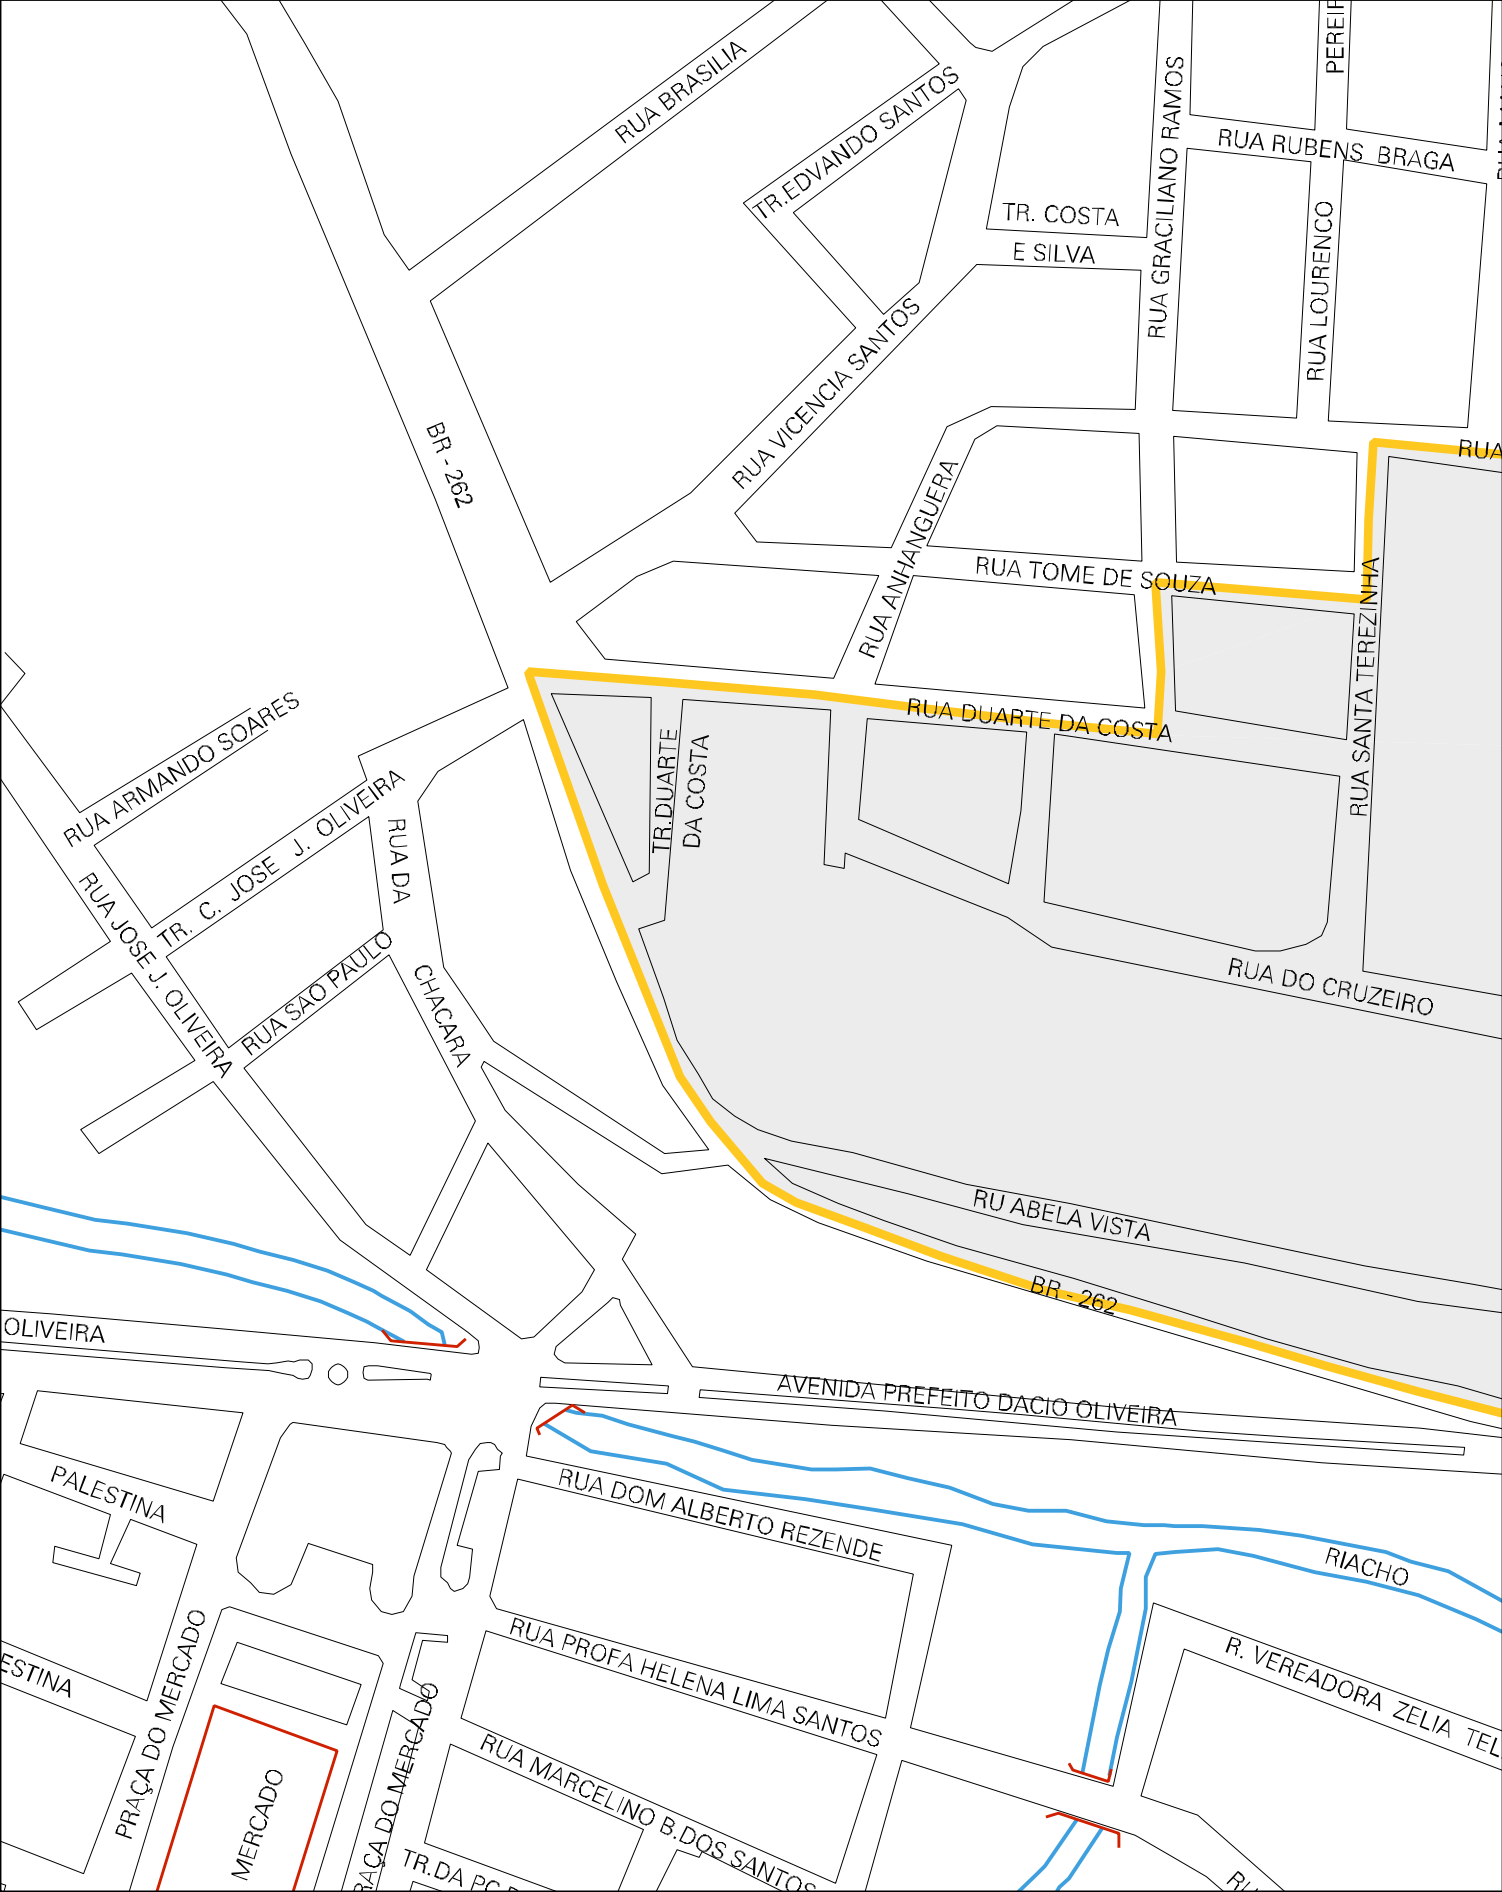 PEREIR
RUA BRASILIA
TR.EDVANDO SANTOS
RUA GRACILIANO RAMOS
RUA RUBENS BRAGA
TR. COSTA
E SILVA
RUA LOURENCO
RUA VICENCIA SANTOS
BR - 262
RUA
RUA ANHANGUERA
RUA TOME DE SOUZA
RUA SANTA TEREZINHA
RUA DUARTE DA COSTA
TR.DUARTE
DA COSTA
RUA ARMANDO SOARES
TR. C. JOSE J. OLIVEIRA
RUA DA
CHACARA
RUA JOSE J. OLIVEIRA
RUA SAO PAULO
RUA DO CRUZEIRO
RU ABELA VISTA
BR - 262
OLIVEIRA
AVENIDA PREFEITO DACIO OLIVEIRA
PALESTINA
RUA DOM ALBERTO REZENDE
RIACHO
ESTINA
PRAÇA DO MERCADO
RUA PROFA HELENA LIMA SANTOS
R. VEREADORA ZELIA TEL
MERCADO
RAÇA DO MERCADO
RUA MARCELINO B.DOS SANTOS
TR.DA
RU